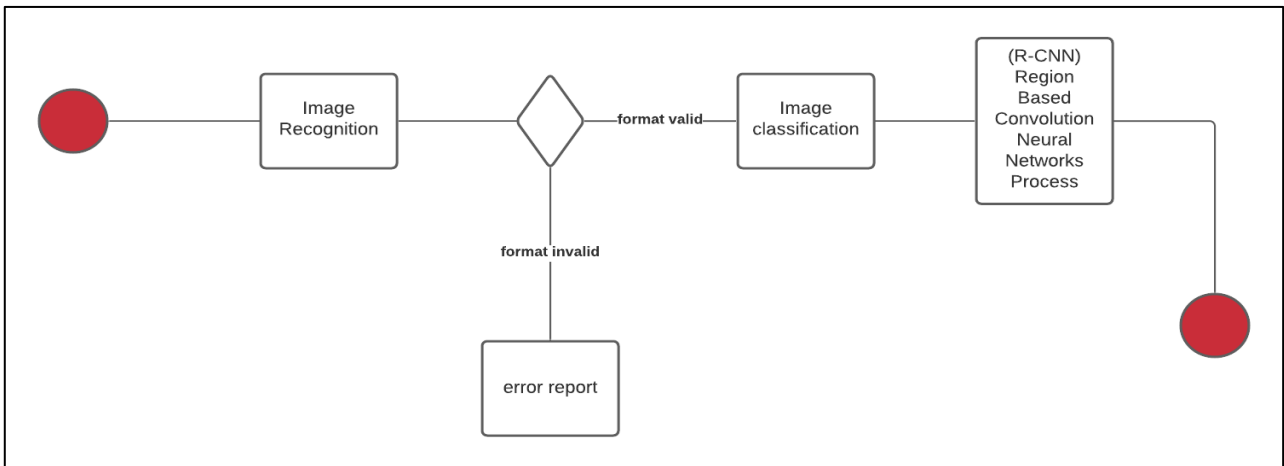 Image
Recognition
format valid
Image
classification
(R-CNN)
Region
Based
Convolution
Neural
Networks
Process
format invalid
error report